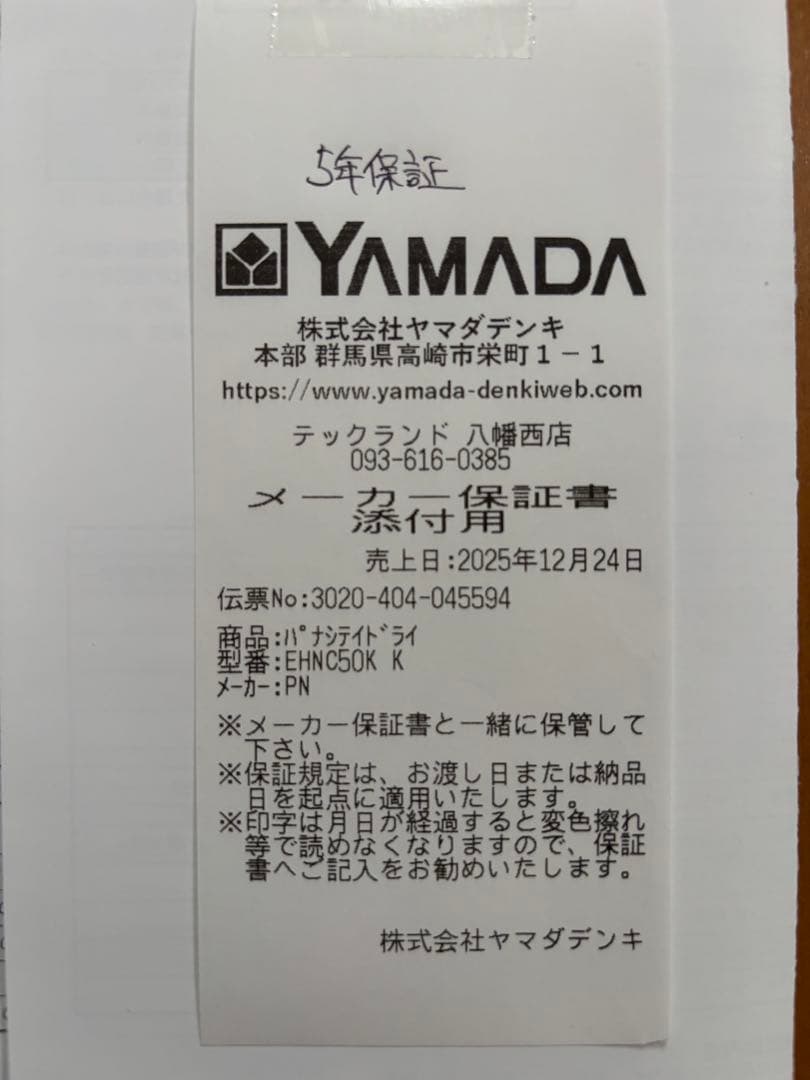 5年保証
YAMADA
株式会社ヤマダデンキ
本部 群馬県高崎市栄町1-1
https://www.yamada-denkiweb.com
テックランド 八幡西店
093-616-0385
メーカー保証書
添付用
売上日:2025年12月24日
伝票No:3020-404-045594
商品:ﾊﾟﾅｼﾃｲﾄﾞﾗｲ
型番:EHNC50K K
ﾒｰｶｰ:PN
※メーカー保証書と一緒に保管して
下さい。
※保証規定は、お渡し日または納品
日を起点に適用いたします。
※印字は月日が経過すると変色擦れ
等で読めなくなりますので、保証
書へご記入をお勧めいたします。
株式会社ヤマダデンキ